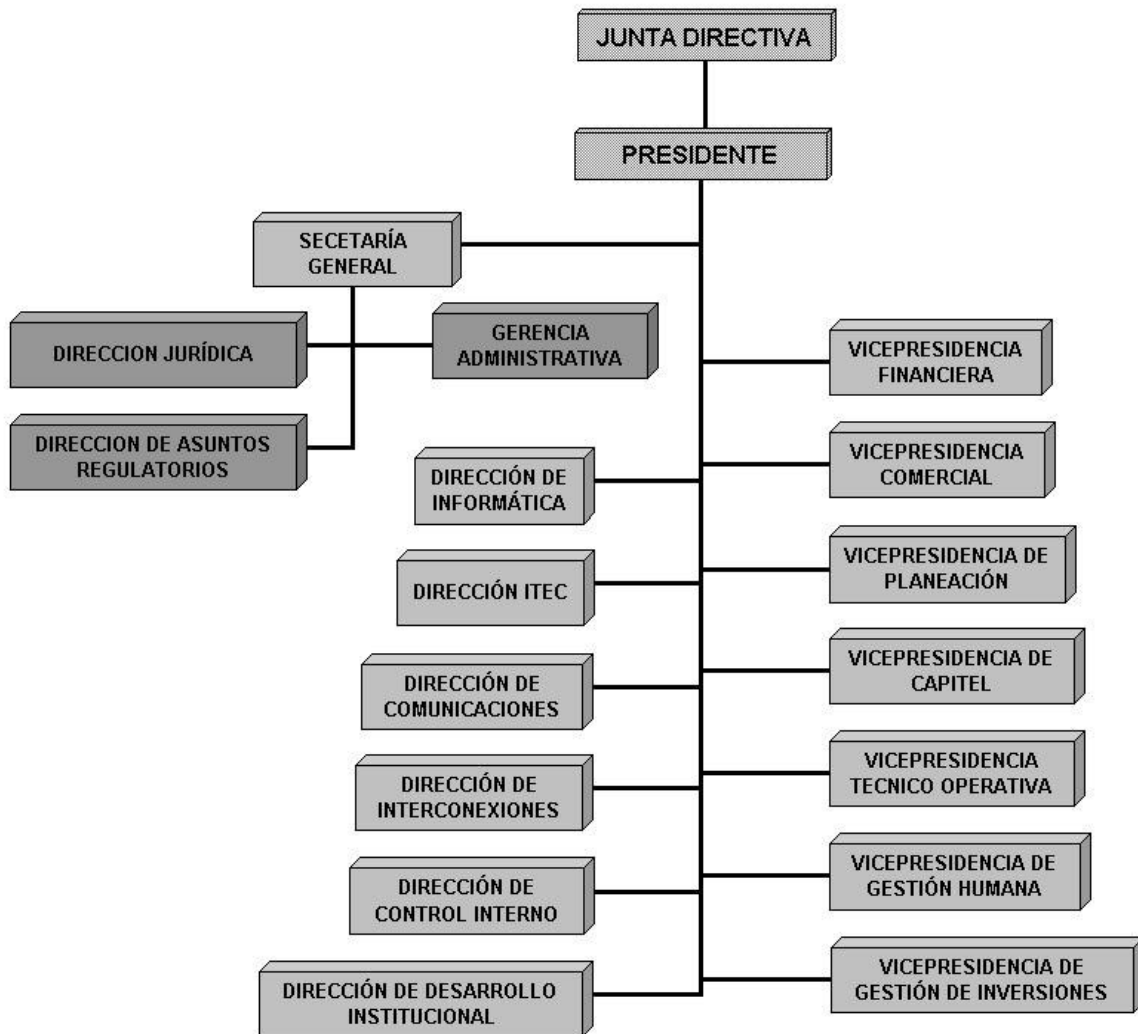 JUNTA DIRECTIVA
PRESIDENTE
SECETARÍA
GENERAL
DIRECCION JURÍDICA
GERENCIA
ADMINISTRATIVA
DIRECCION DE ASUNTOS
REGULATORIOS
VICEPRESIDENCIA
FINANCIERA
VICEPRESIDENCIA
COMERCIAL
DIRECCIÓN DE
INFORMÁTICA
VICEPRESIDENCIA DE
PLANEACIÓN
DIRECCIÓN ITEC
VICEPRESIDENCIA DE
CAPITEL
DIRECCIÓN DE
COMUNICACIONES
VICEPRESIDENCIA
TECNICO OPERATIVA
DIRECCIÓN DE
INTERCONEXIONES
VICEPRESIDENCIA DE
GESTIÓN HUMANA
DIRECCIÓN DE
CONTROL INTERNO
VICEPRESIDENCIA DE
GESTIÓN DE INVERSIONES
DIRECCIÓN DE DESARROLLO
INSTITUCIONAL